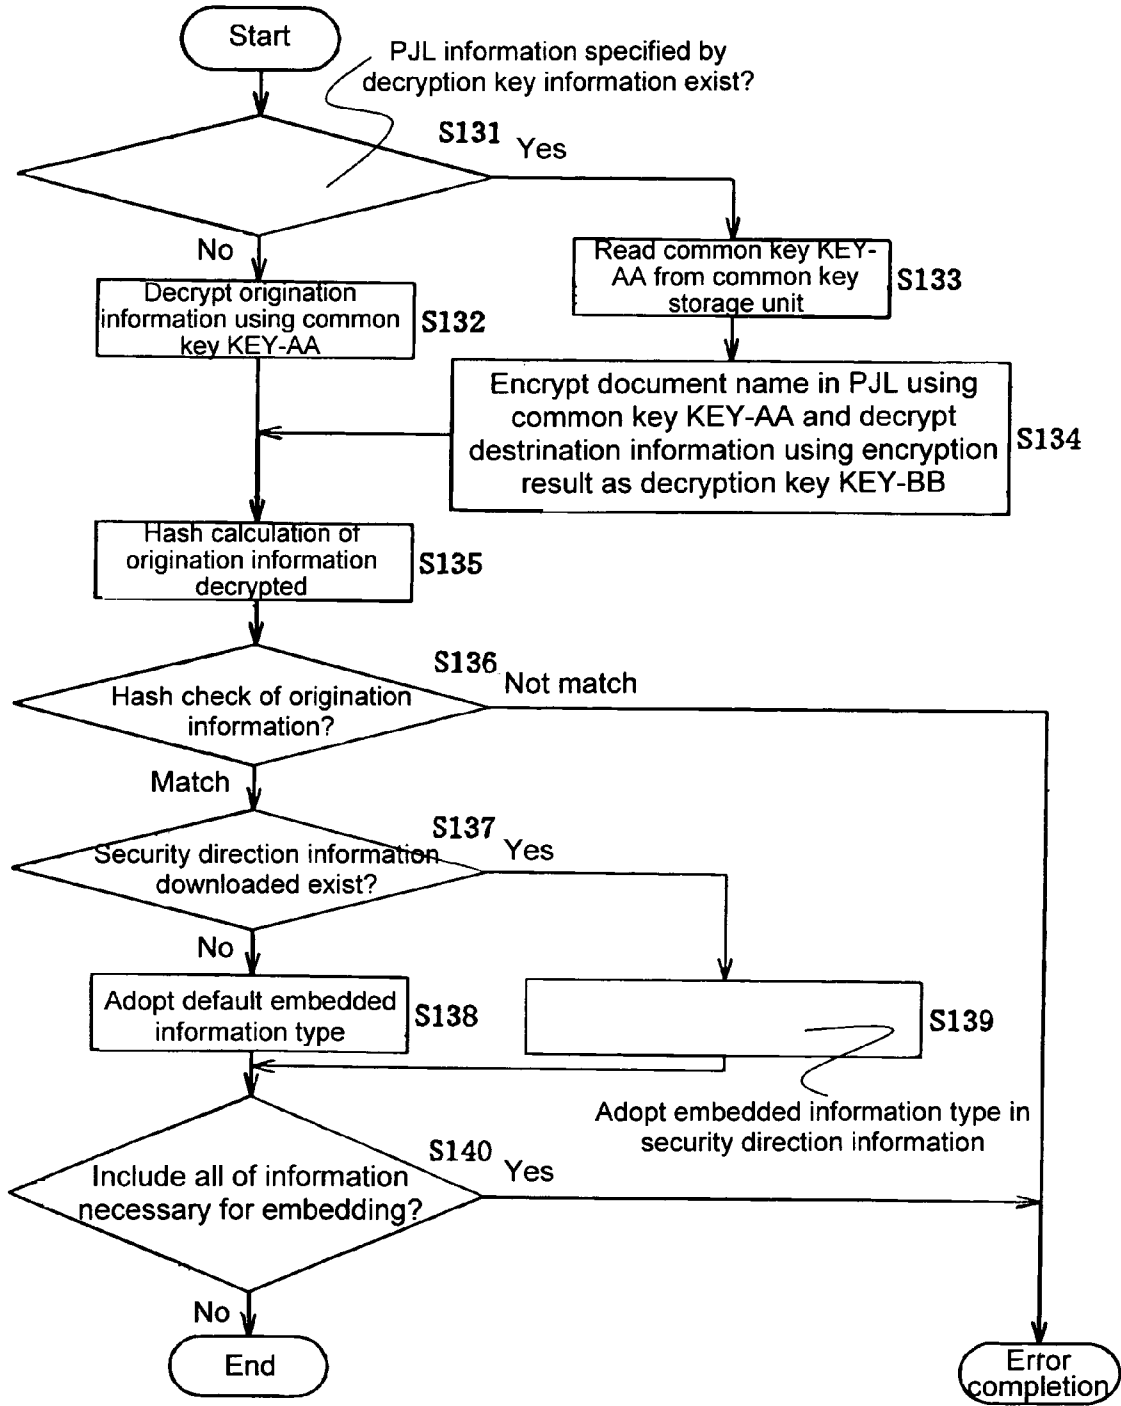 Start
PJL information specified by
decryption key information exist?
S131
Yes
No
Read common key KEY-
AA from common key
storage unit
S133
Decrypt origination
information using common
key KEY-AA
S132
Encrypt document name in PJL using
common key KEY-AA and decrypt
destrination information using encryption
result as decryption key KEY-BB
S134
Hash calculation of
origination information
decrypted
S135
S136
Hash check of origination
information?
Not match
Match
S137
Security direction information
downloaded exist?
Yes
No
Adopt default embedded
information type
S138
S139
Adopt embedded information type in
security direction information
S140
Include all of information
necessary for embedding?
Yes
No
End
Error
completion